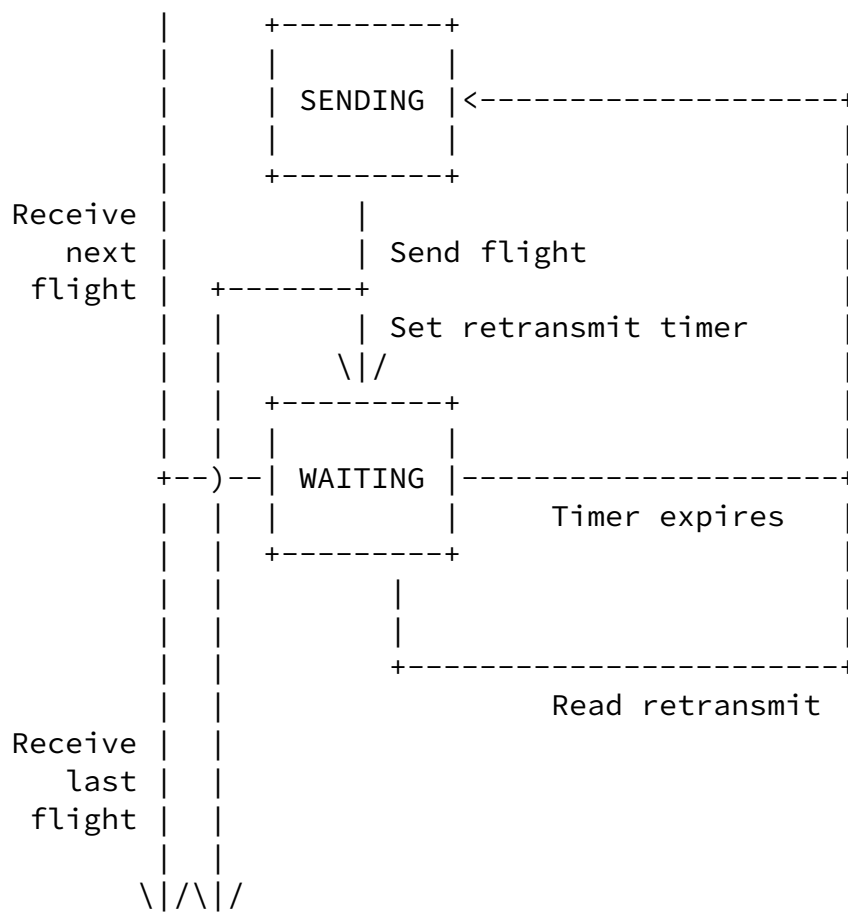 SENDING
Receive
next
flight
Send flight
Set retransmit timer
WAITING
Timer expires
Read retransmit
Receive
last
flight